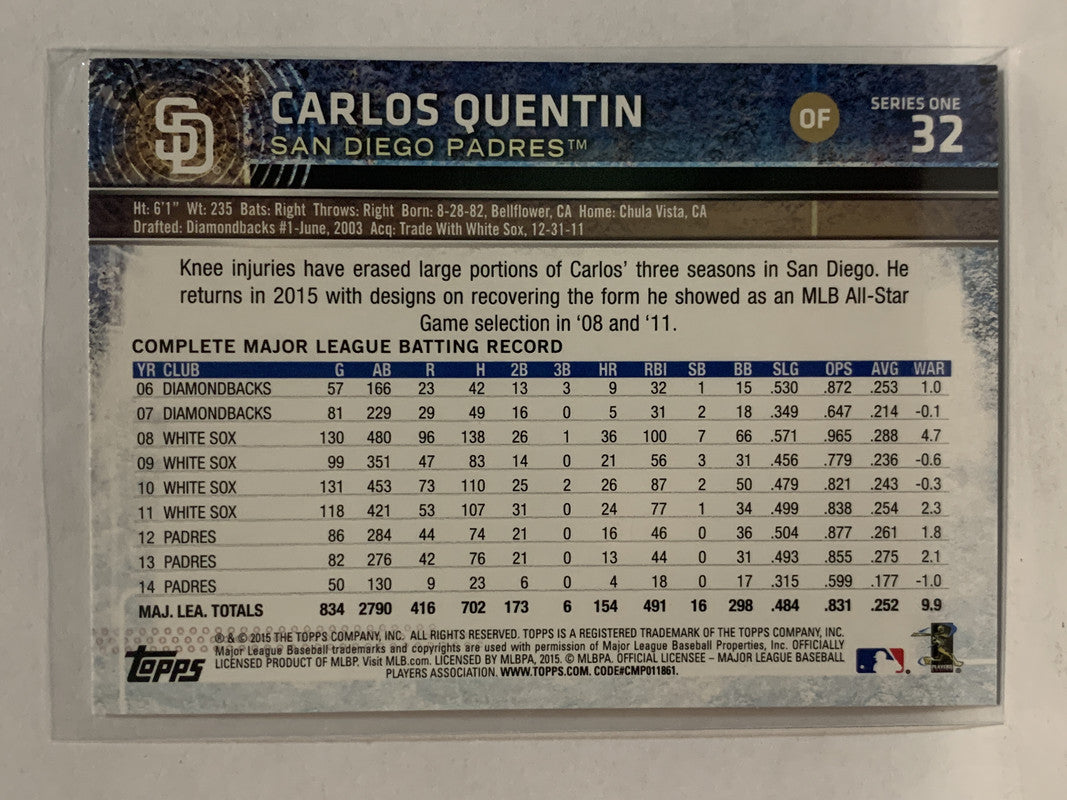 SD
CARLOS QUENTIN
SAN DIEGO PADRES™
OF
SERIES ONE
32
Ht: 6'1" Wt: 235 Bats: Right Throws: Right Born: 8-28-82, Bellflower, CA Home: Chula Vista, CA
Drafted: Diamondbacks #1-June, 2003 Acq: Trade With White Sox, 12-31-11
Knee injuries have erased large portions of Carlos' three seasons in San Diego. He
returns in 2015 with designs on recovering the form he showed as an MLB All-Star
Game selection in '08 and '11.
COMPLETE MAJOR LEAGUE BATTING RECORD
YR CLUB G AB R H 2B 3B HR RBI SB BB SLG OPS AVG WAR
06 DIAMONDBACKS 57 166 23 42 13 3 9 32 1 15 .530 .872 .253 1.0
07 DIAMONDBACKS 81 229 29 49 16 0 5 31 2 18 .349 .647 .214 -0.1
08 WHITE SOX 130 480 96 138 26 1 36 100 7 66 .571 .965 .288 4.7
09 WHITE SOX 99 351 47 83 14 0 21 56 3 31 .456 .779 .236 -0.6
10 WHITE SOX 131 453 73 110 25 2 26 87 2 50 .479 .821 .243 -0.3
11 WHITE SOX 118 421 53 107 31 0 24 77 1 34 .499 .838 .254 2.3
12 PADRES 86 284 44 74 21 0 16 46 0 36 .504 .877 .261 1.8
13 PADRES 82 276 42 76 21 0 13 44 0 31 .493 .855 .275 2.1
14 PADRES 50 130 9 23 6 0 4 18 0 17 .315 .599 .177 -1.0
MAJ. LEA. TOTALS 834 2790 416 702 173 6 154 491 16 298 .484 .831 .252 9.9
® & © 2015 THE TOPPS COMPANY, INC. ALL RIGHTS RESERVED. TOPPS IS A REGISTERED TRADEMARK OF THE TOPPS COMPANY, INC.
Major League Baseball trademarks and copyrights are used with permission of Major League Baseball Properties, Inc. OFFICIALLY
LICENSED PRODUCT OF MLBP. Visit MLB.com. LICENSED BY MLBPA, 2015. © MLBPA. OFFICIAL LICENSEE – MAJOR LEAGUE BASEBALL
PLAYERS ASSOCIATION. WWW.TOPPS.COM. CODE#CMP011861.
topps